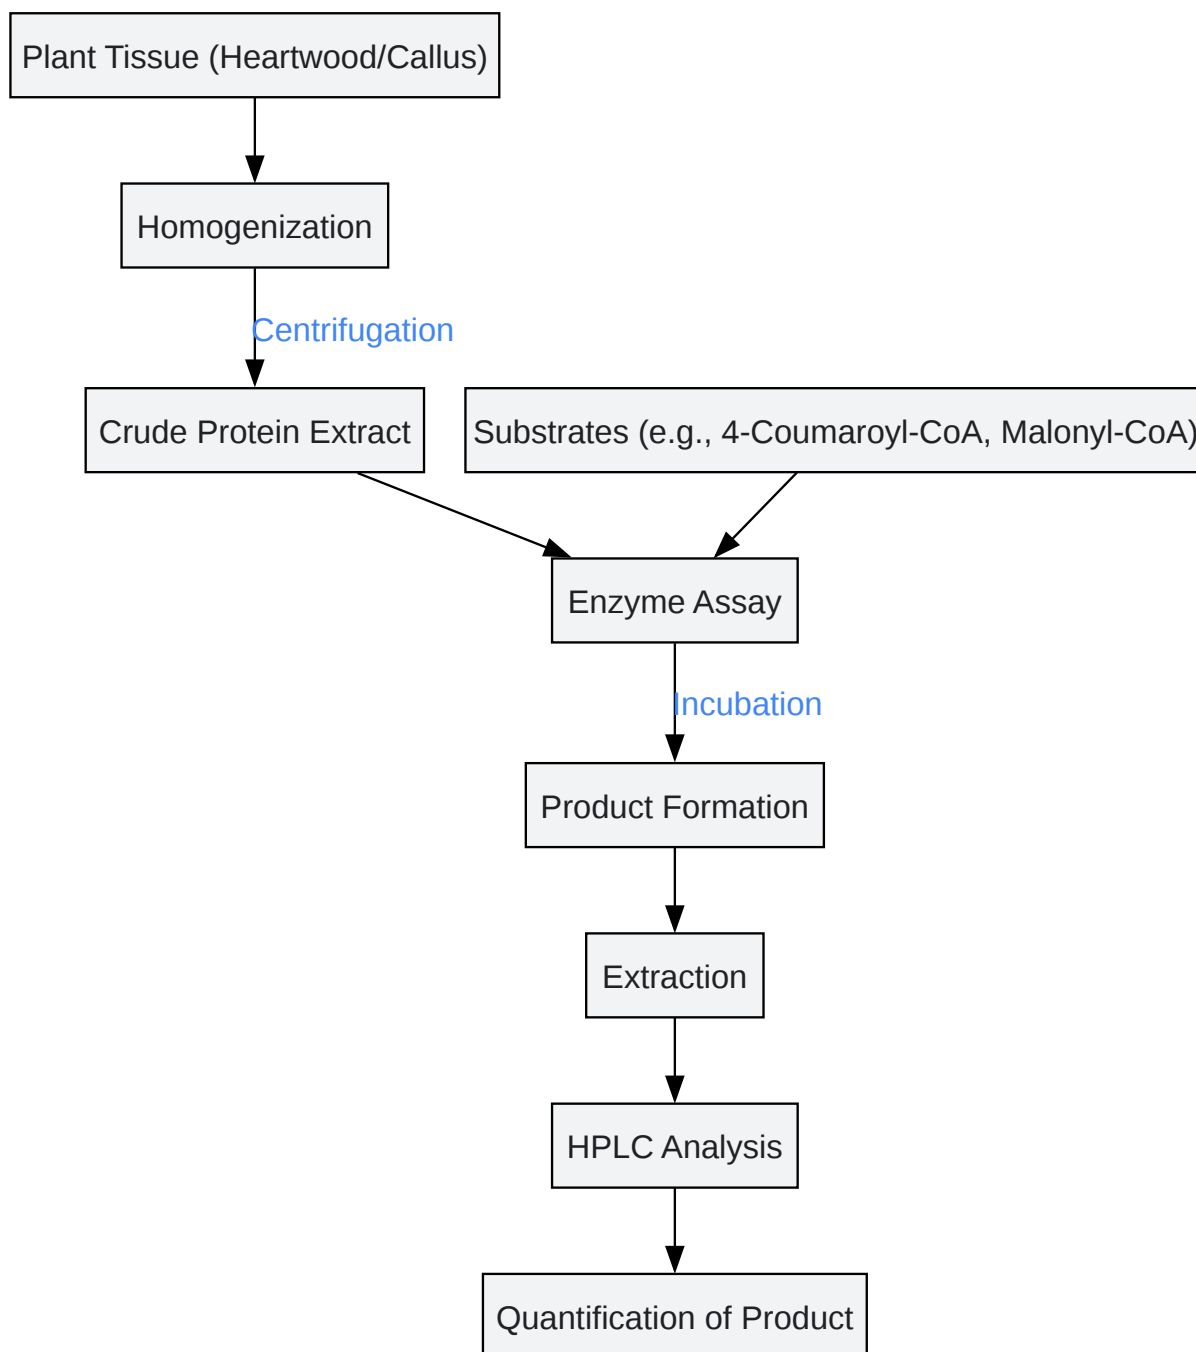 Plant Tissue (Heartwood/Callus)
Homogenization
Centrifugation
Crude Protein Extract
Substrates (e.g., 4-Coumaroyl-CoA, Malonyl-CoA)
Enzyme Assay
Incubation
Product Formation
Extraction
HPLC Analysis
Quantification of Product